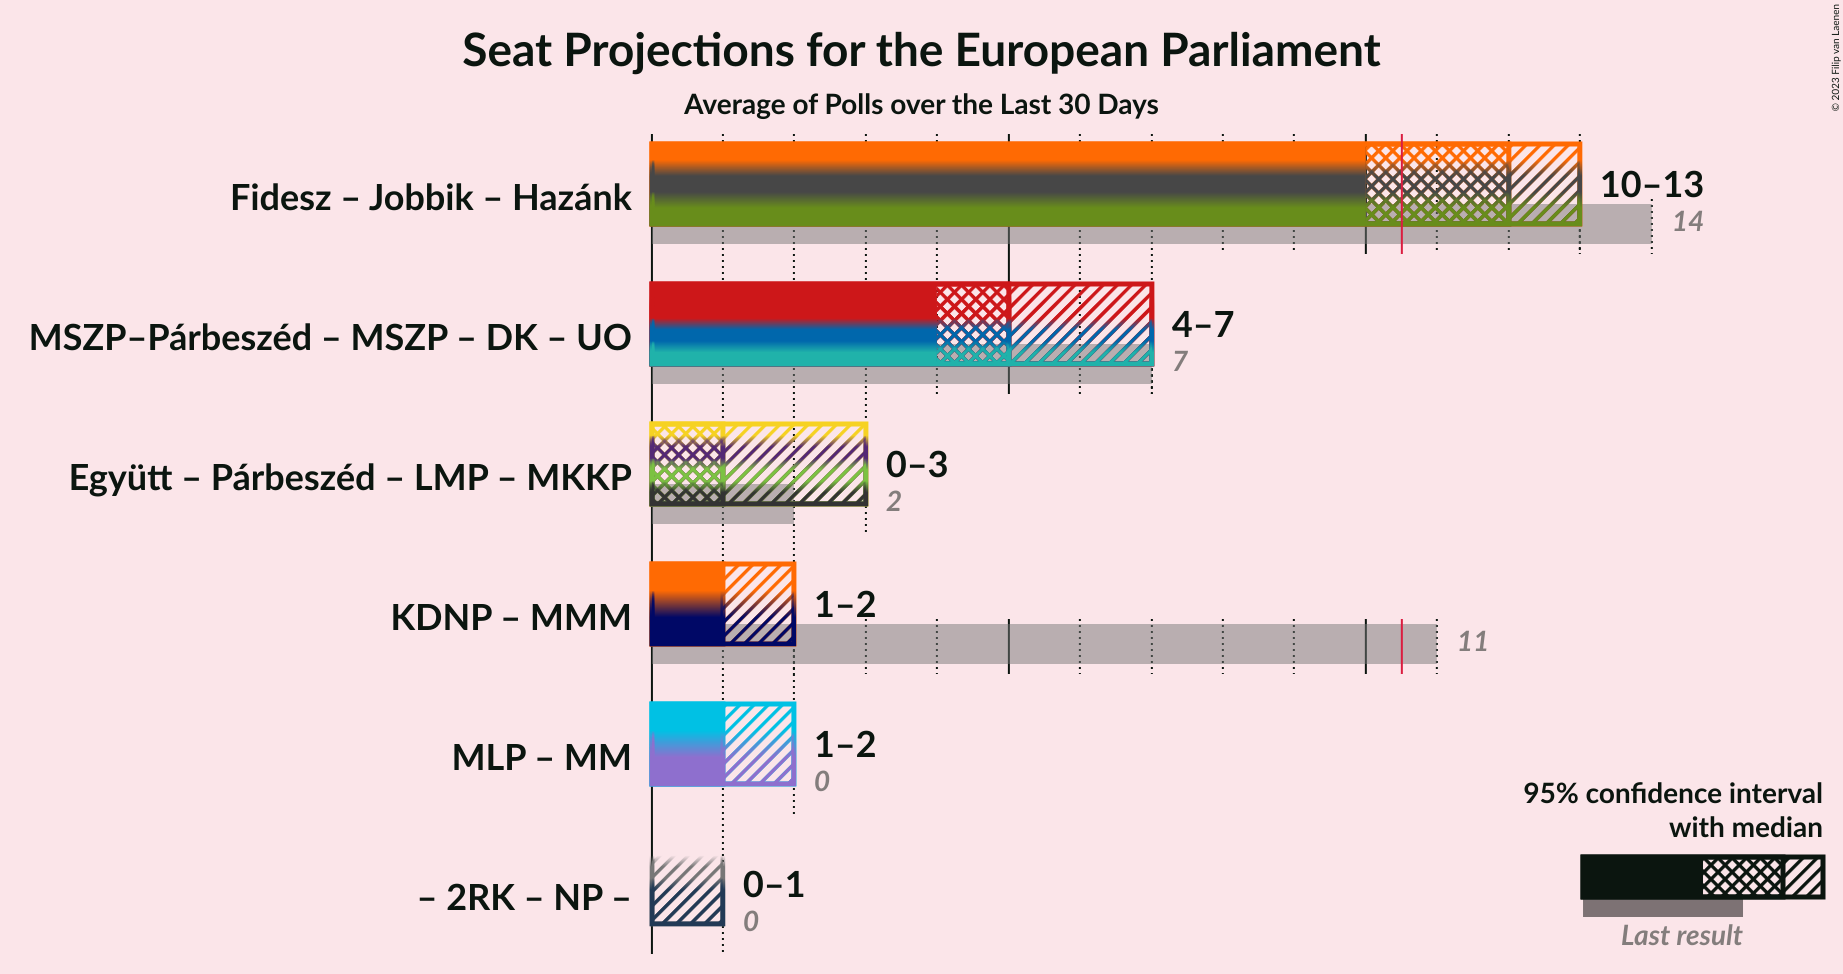 Seat Projections for the European Parliament
Average of Polls over the Last 30 Days
© 2023 Filip van Laenen
Fidesz – Jobbik – Hazánk
10–13
14
MSZP–Párbeszéd – MSZP – DK – UO
4–7
7
Együtt – Párbeszéd – LMP – MKKP
0–3
2
KDNP – MMM
1–2
11
MLP – MM
1–2
0
– 2RK – NP –
0–1
0
95% confidence interval
with median
Last result